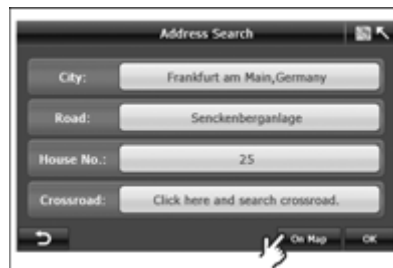 Address Search
City: Frankfurt am Main,Germany
Road: Senckenberganlage
House No.: 25
Crossroad: Click here and search crossroad.
On Map OK